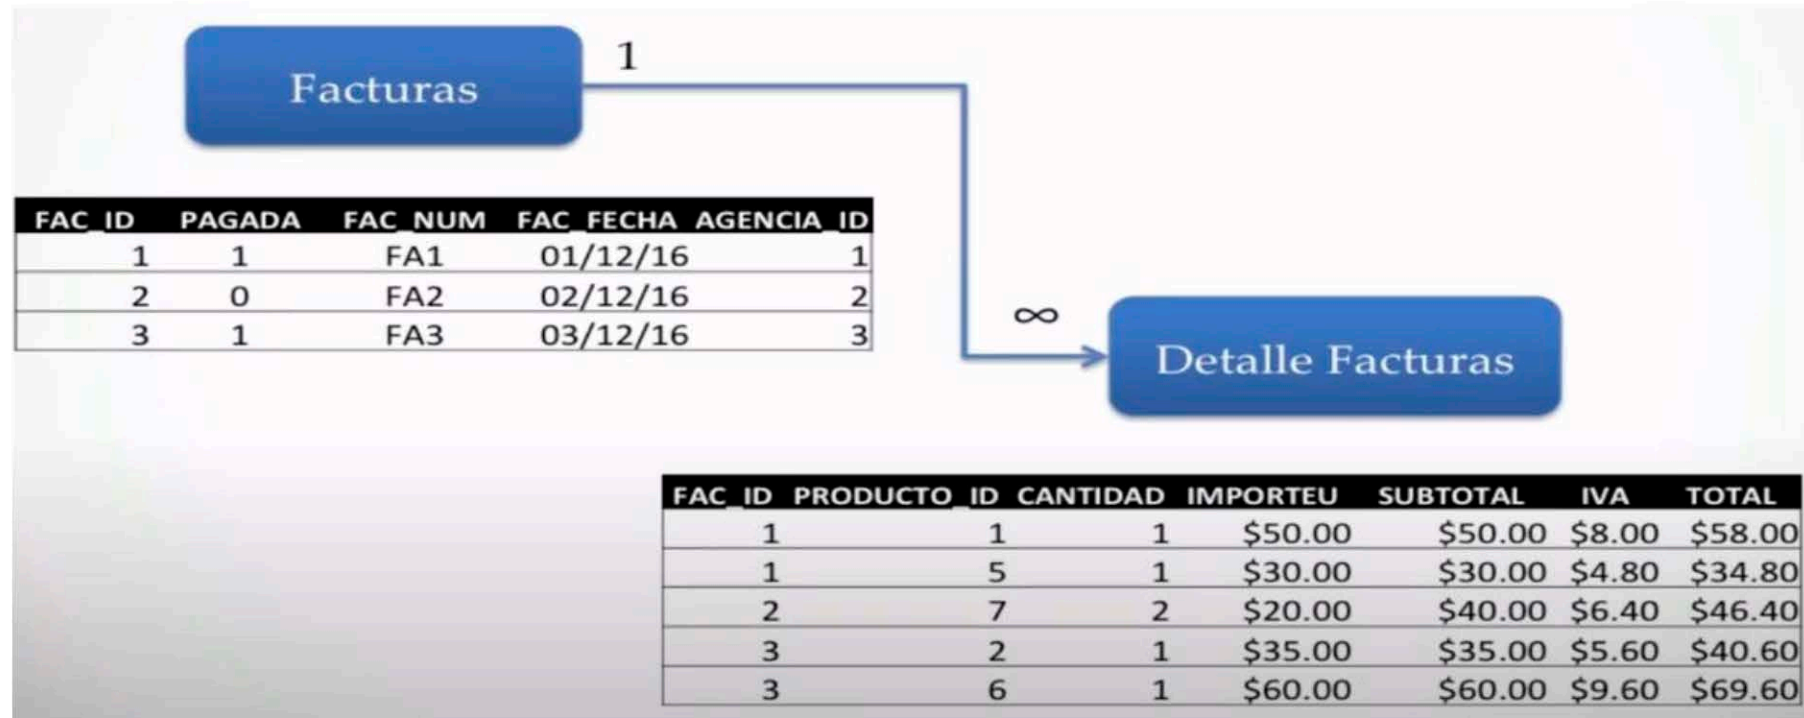 Facturas
1
FAC_ID PAGADA FAC_NUM FAC_FECHA AGENCIA_ID
1 1 FA1 01/12/16 1
2 0 FA2 02/12/16 2
3 1 FA3 03/12/16 3
∞
Detalle Facturas
FAC_ID PRODUCTO_ID CANTIDAD IMPORTEU SUBTOTAL IVA TOTAL
1 1 1 $50.00 $50.00 $8.00 $58.00
1 5 1 $30.00 $30.00 $4.80 $34.80
2 7 2 $20.00 $40.00 $6.40 $46.40
3 2 1 $35.00 $35.00 $5.60 $40.60
3 6 1 $60.00 $60.00 $9.60 $69.60